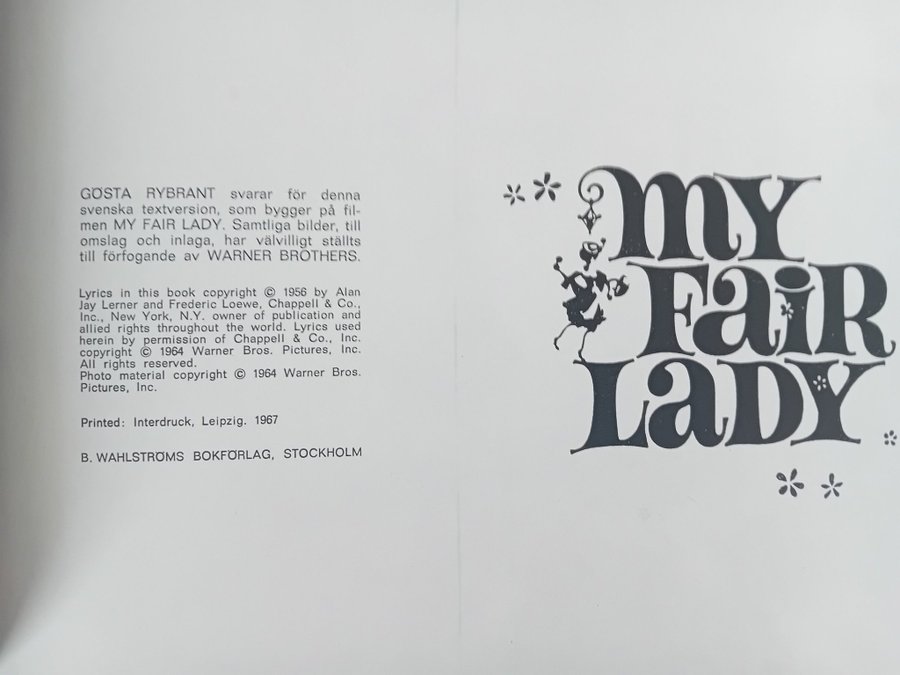 GÖSTA RYBRANT svarar för denna
svenska textversion, som bygger på fil-
men MY FAIR LADY. Samtliga bilder, till
omslag och inlaga, har välvilligt ställts
till förfogande av WARNER BROTHERS.
Lyrics in this book copyright © 1956 by Alan
Jay Lerner and Frederic Loewe, Chappell & Co.,
Inc., New York, N.Y. owner of publication and
allied rights throughout the world. Lyrics used
herein by permission of Chappell & Co., Inc.
copyright © 1964 Warner Bros. Pictures, Inc.
All rights reserved.
Photo material copyright © 1964 Warner Bros.
Pictures, Inc.
Printed: Interdruck, Leipzig. 1967
B. WAHLSTRÖMS BOKFÖRLAG, STOCKHOLM
MY
FAIR
LADY